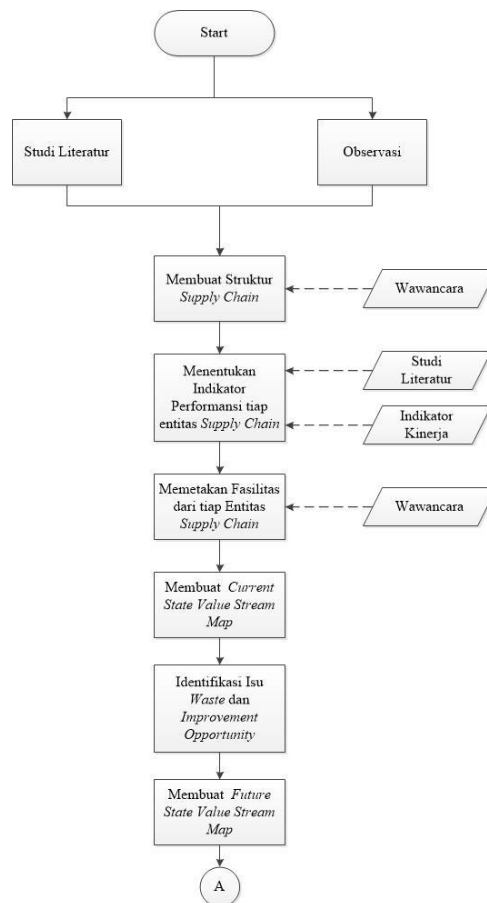 Start
Studi Literatur
Observasi
Membuat Struktur
Supply Chain
Wawancara
Menentukan
Indikator
Performansi tiap
entitas Supply Chain
Studi
Literatur
Indikator
Kinerja
Memetakan Fasilitas
dari tiap Entitas
Supply Chain
Wawancara
Membuat Current
State Value Stream
Map
Identifikasi Isu
Waste dan
Improvement
Opportunity
Membuat Future
State Value Stream
Map
A